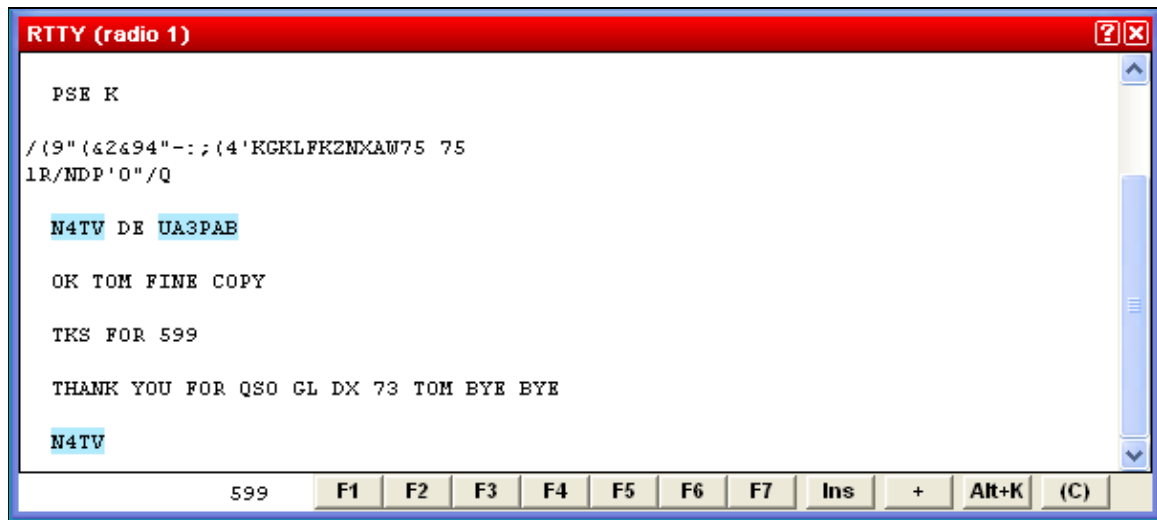 RTTY (radio 1)
PSE K
/(9"(&2&94"-:;(4'KGKLFKZNXAW75 75
1R/NDP'O"/Q
N4TV DE UA3PAB
OK TOM FINE COPY
TKS FOR 599
THANK YOU FOR QSO GL DX 73 TOM BYE BYE
N4TV
599 F1 F2 F3 F4 F5 F6 F7 Ins + Alt+K (C)